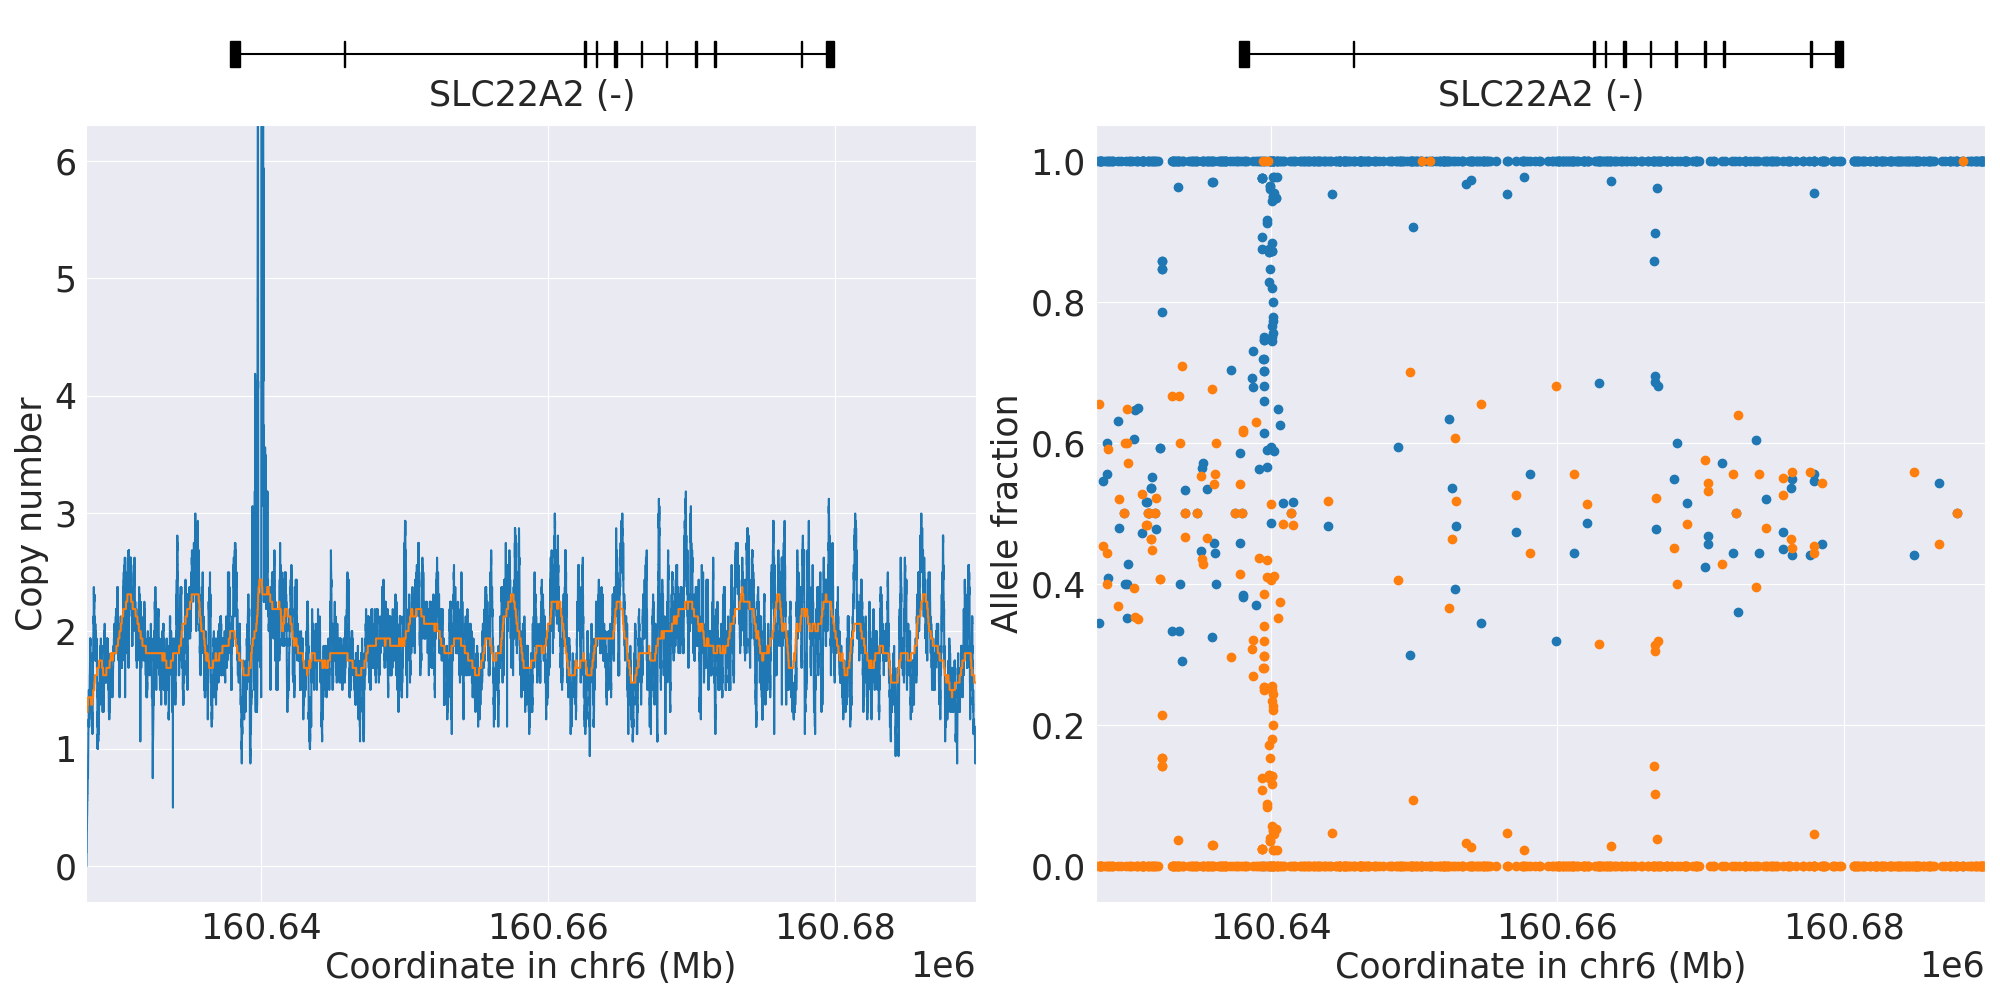 SLC22A2 (-)
Copy number
6
5
4
3
2
1
0
160.64
160.66
160.68
Coordinate in chr6 (Mb)
1e6
SLC22A2 (-)
Allele fraction
1.0
0.8
0.6
0.4
0.2
0.0
160.64
160.66
160.68
Coordinate in chr6 (Mb)
1e6